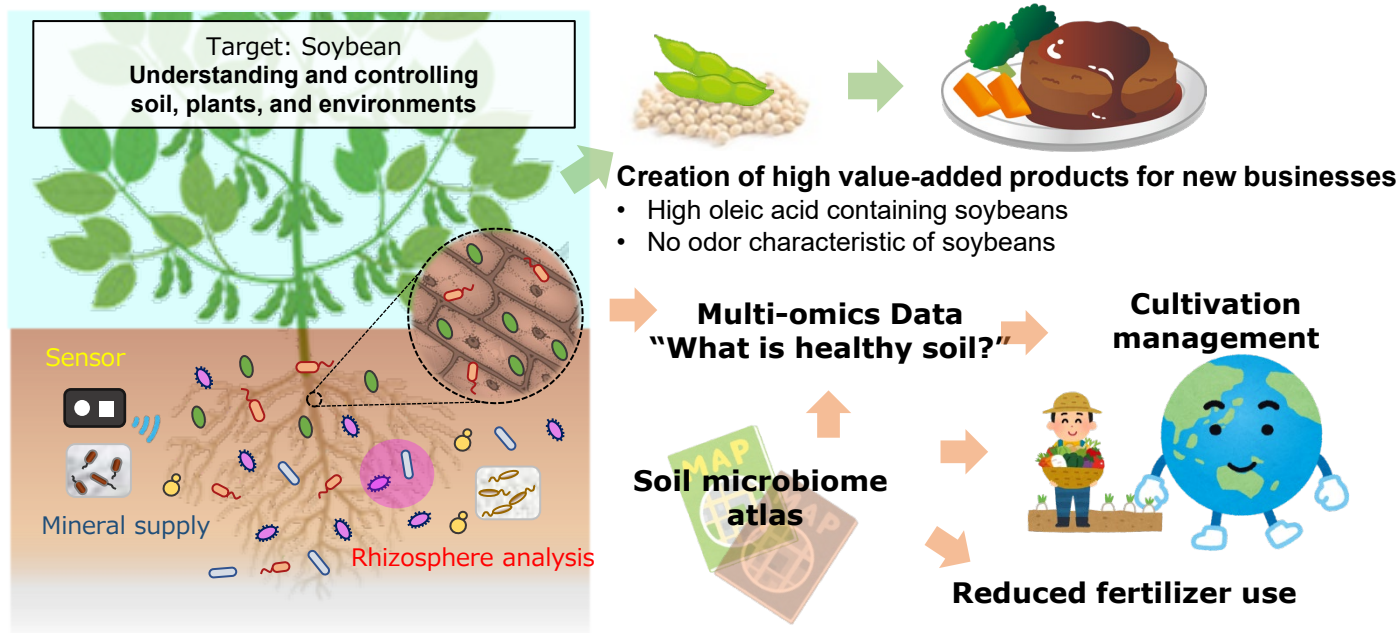 Target: Soybean
Understanding and controlling
soil, plants, and environments
Creation of high value-added products for new businesses
• High oleic acid containing soybeans
• No odor characteristic of soybeans
Sensor
Mineral supply
Rhizosphere analysis
Multi-omics Data
“What is healthy soil?”
Cultivation
management
MAP
Soil microbiome
atlas
MAP
Reduced fertilizer use